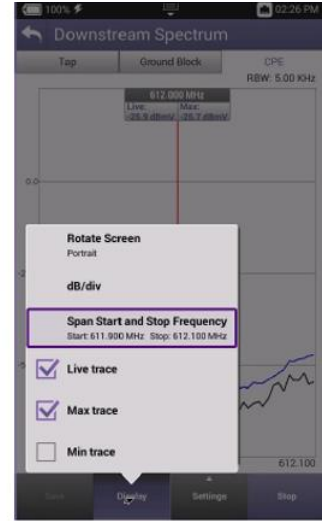 100%
02:26 PM
Downstream Spectrum
Tap
Ground Block
CPE
RBW: 5.00 KHz
612.000 MHz
Live:
Max:
-25.9 dBmV
-25.7 dBmV
0.0
Rotate Screen
Portrait
dB/div
-2
Span Start and Stop Frequency
Start: 611.900 MHz Stop: 612.100 MHz
-5
Live trace
Max trace
Min trace
612.100
Save
Display
Settings
Stop